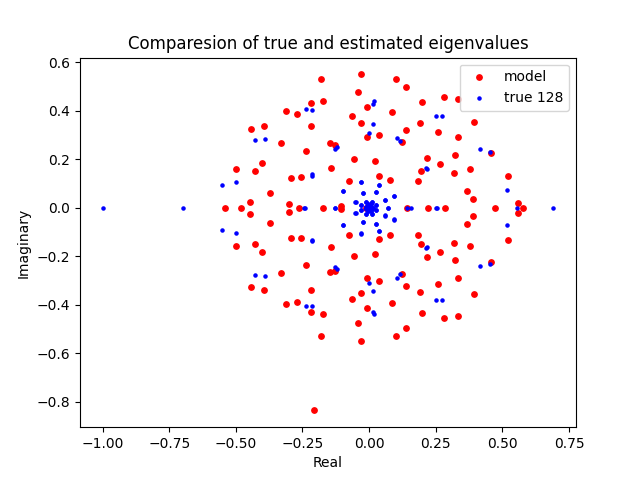 Comparesion of true and estimated eigenvalues
model
true 128
0.6
0.4
0.2
0.0
−0.2
−0.4
−0.6
−0.8
Imaginary
−1.00 −0.75 −0.50 −0.25 0.00 0.25 0.50 0.75
Real